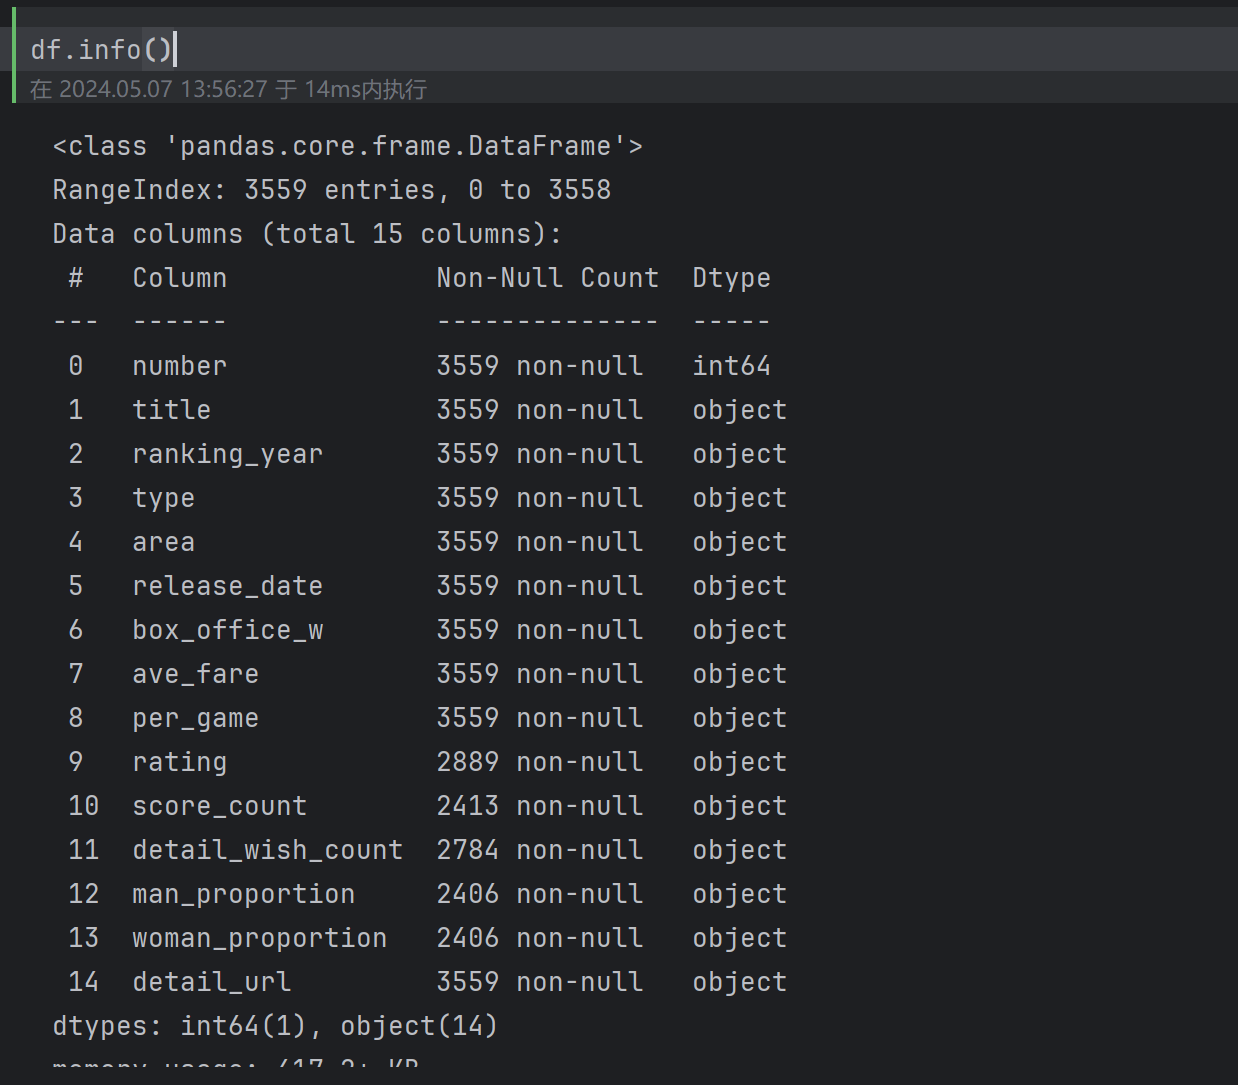 df.info()
在 2024.05.07 13:56:27 于 14ms内执行
<class 'pandas.core.frame.DataFrame'>
RangeIndex: 3559 entries, 0 to 3558
Data columns (total 15 columns):
 #   Column             Non-Null Count  Dtype
---  ------             --------------  -----
 0   number             3559 non-null   int64
 1   title              3559 non-null   object
 2   ranking_year       3559 non-null   object
 3   type               3559 non-null   object
 4   area               3559 non-null   object
 5   release_date       3559 non-null   object
 6   box_office_w       3559 non-null   object
 7   ave_fare           3559 non-null   object
 8   per_game           3559 non-null   object
 9   rating             2889 non-null   object
 10  score_count        2413 non-null   object
 11  detail_wish_count  2784 non-null   object
 12  man_proportion     2406 non-null   object
 13  woman_proportion   2406 non-null   object
 14  detail_url         3559 non-null   object
dtypes: int64(1), object(14)
memory usage: 417.2+ KB